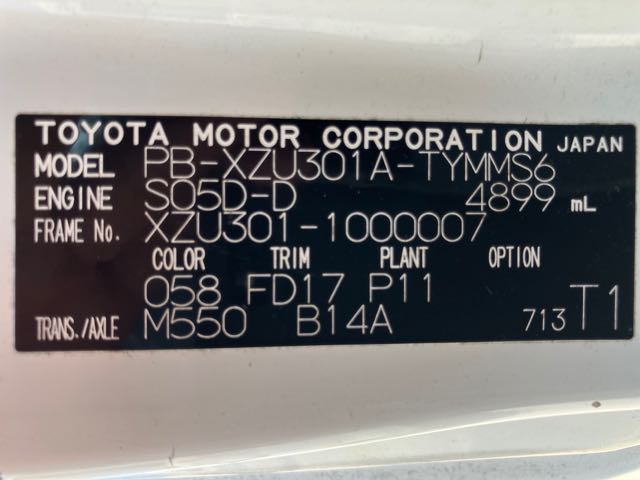 TOYOTA MOTOR CORPORATION JAPAN
MODEL PB-XZU301A-TYMMS6
ENGINE S05D-D 4899 mL
FRAME No. XZU301-1000007
COLOR TRIM PLANT OPTION
058 FD17 P11
TRANS./AXLE M550 B14A 713 T1